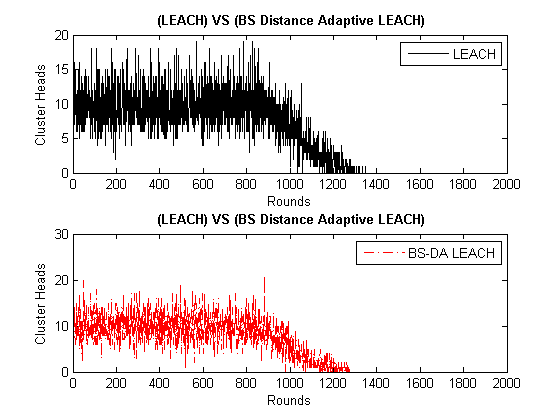 (LEACH) VS (BS Distance Adaptive LEACH)
20
15
10
5
0
Cluster Heads
LEACH
0 200 400 600 800 1000 1200 1400 1600 1800 2000
Rounds
(LEACH) VS (BS Distance Adaptive LEACH)
30
20
10
0
Cluster Heads
BS-DA LEACH
0 200 400 600 800 1000 1200 1400 1600 1800 2000
Rounds